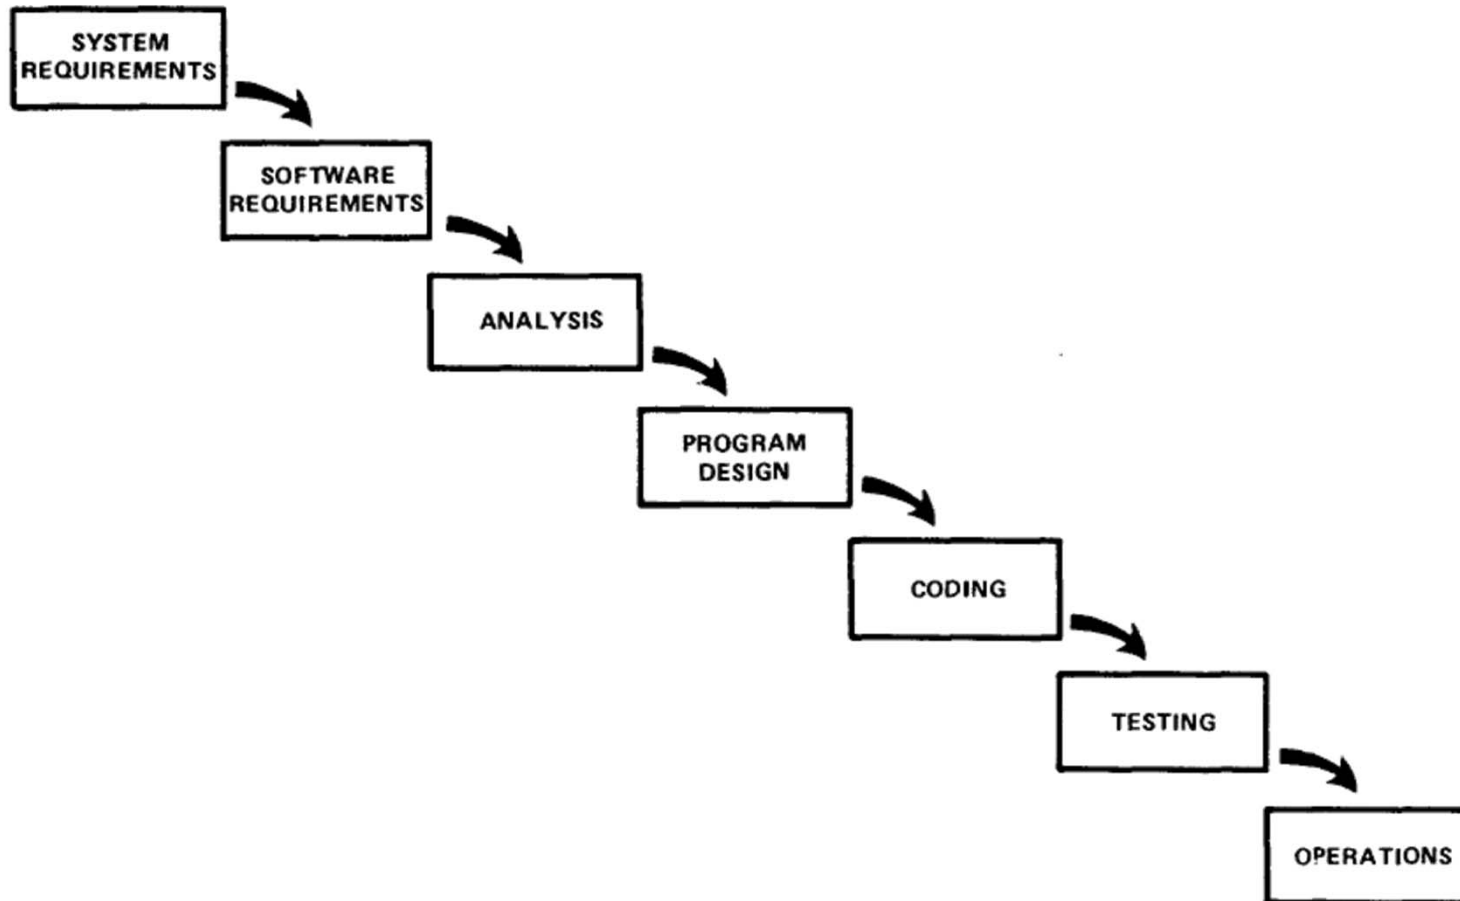 SYSTEM
REQUIREMENTS
SOFTWARE
REQUIREMENTS
ANALYSIS
PROGRAM
DESIGN
CODING
TESTING
OPERATIONS